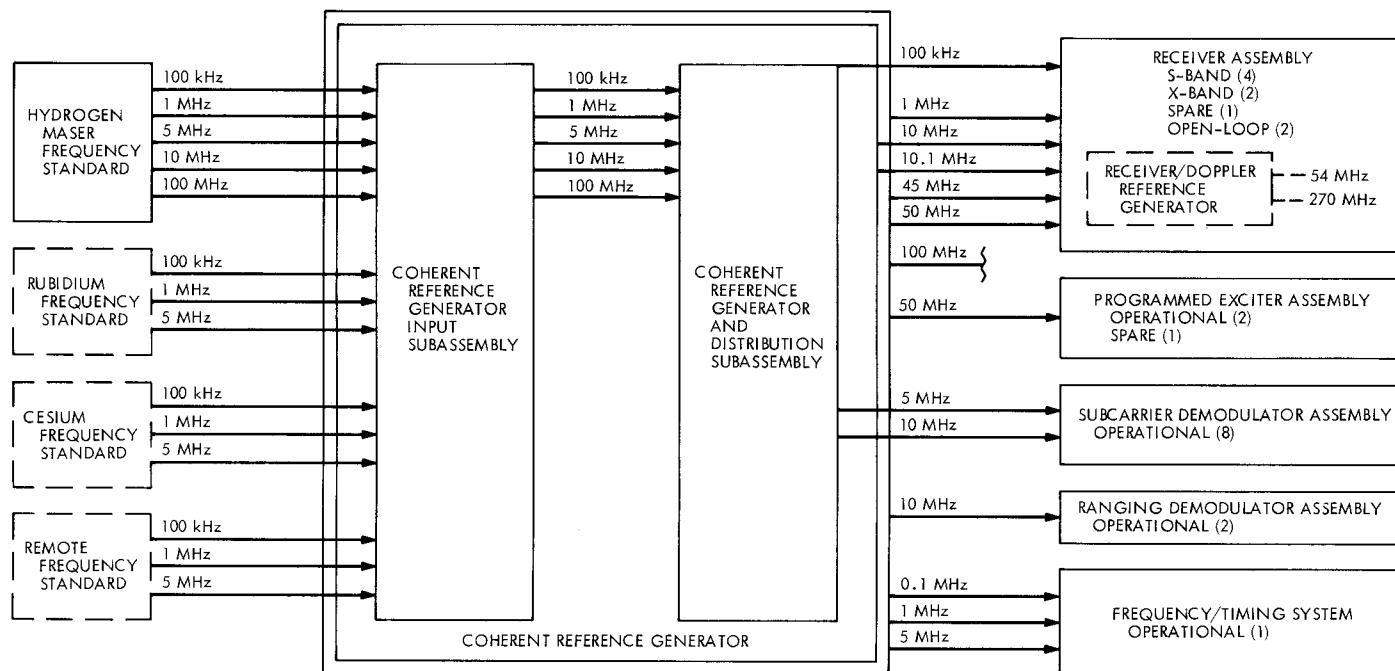 HYDROGEN
MASER
FREQUENCY
STANDARD
100 kHz
1 MHz
5 MHz
10 MHz
100 MHz
RUBIDIUM
FREQUENCY
STANDARD
100 kHz
1 MHz
5 MHz
CESIUM
FREQUENCY
STANDARD
100 kHz
1 MHz
5 MHz
REMOTE
FREQUENCY
STANDARD
100 kHz
1 MHz
5 MHz
COHERENT
REFERENCE
GENERATOR
INPUT
SUBASSEMBLY
100 kHz
1 MHz
5 MHz
10 MHz
100 MHz
COHERENT
REFERENCE
GENERATOR
AND
DISTRIBUTION
SUBASSEMBLY
COHERENT REFERENCE GENERATOR
100 kHz
1 MHz
10 MHz
10.1 MHz
45 MHz
50 MHz
100 MHz
50 MHz
5 MHz
10 MHz
10 MHz
0.1 MHz
1 MHz
5 MHz
RECEIVER ASSEMBLY
S-BAND (4)
X-BAND (2)
SPARE (1)
OPEN-LOOP (2)
RECEIVER/DOPPLER
REFERENCE
GENERATOR
54 MHz
270 MHz
PROGRAMMED EXCITER ASSEMBLY
OPERATIONAL (2)
SPARE (1)
SUBCARRIER DEMODULATOR ASSEMBLY
OPERATIONAL (8)
RANGING DEMODULATOR ASSEMBLY
OPERATIONAL (2)
FREQUENCY/TIMING SYSTEM
OPERATIONAL (1)